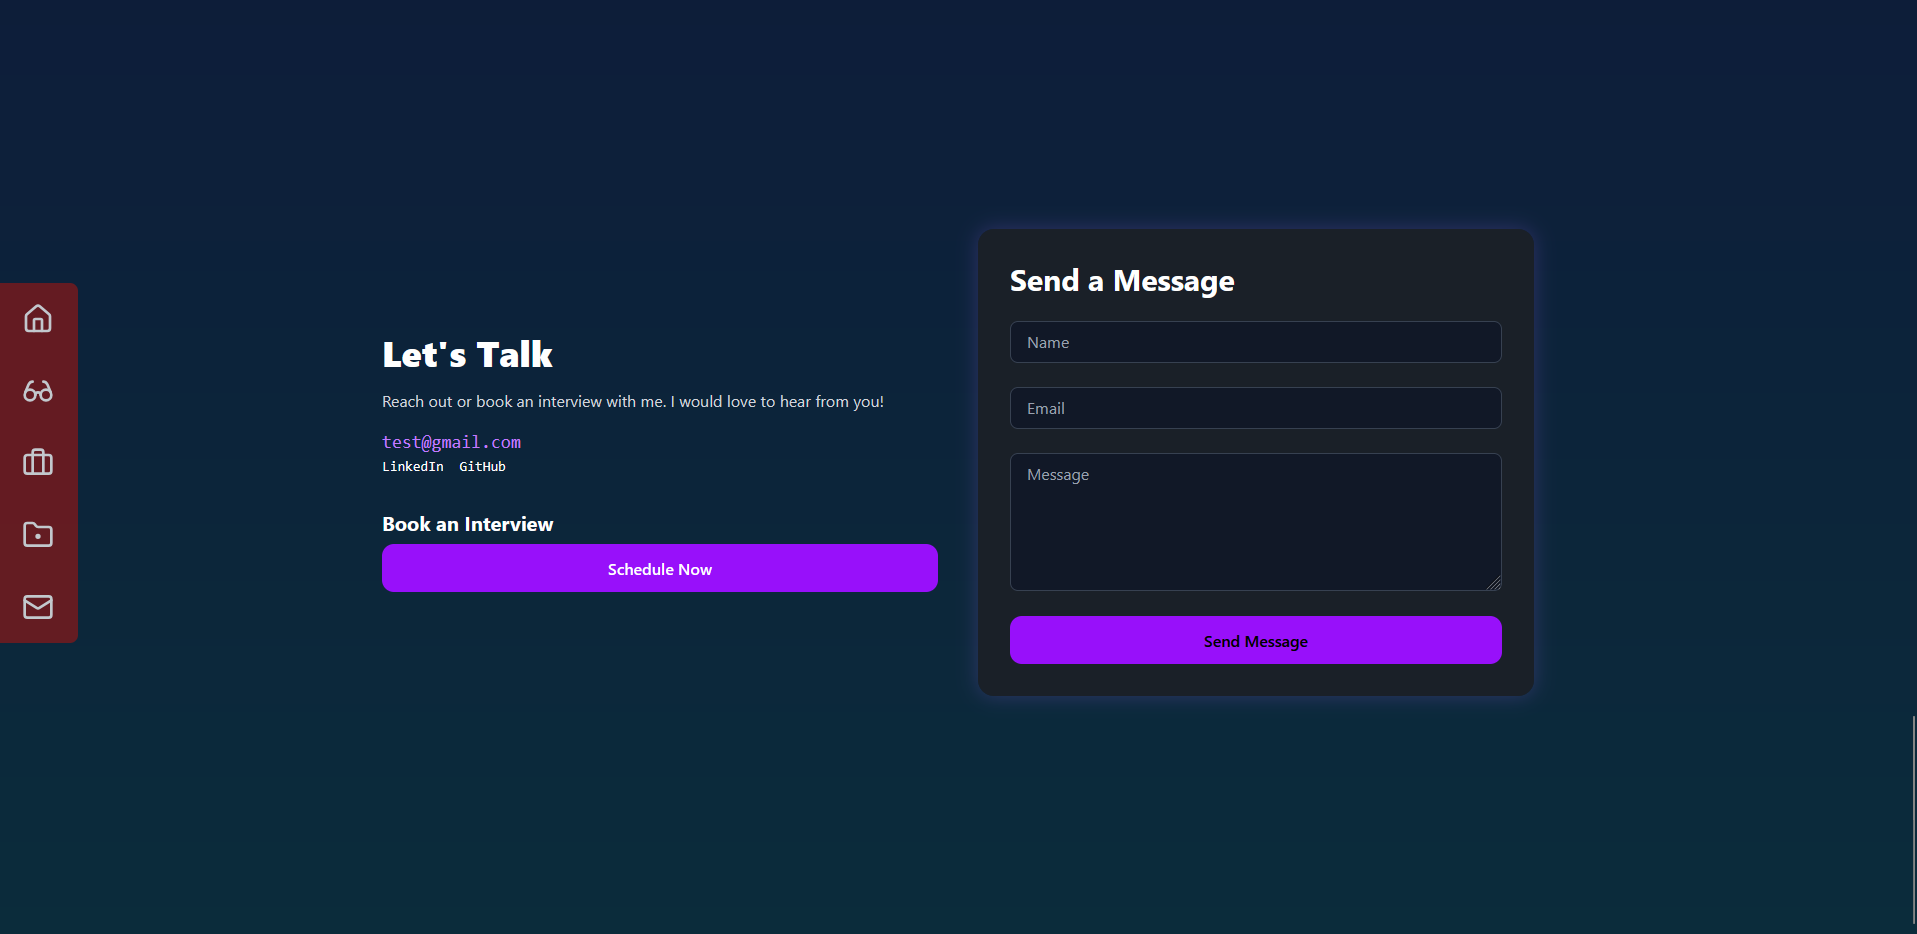 Let's Talk
Reach out or book an interview with me. I would love to hear from you!
test@gmail.com
LinkedIn GitHub
Book an Interview
Schedule Now
Send a Message
Name
Email
Message
Send Message